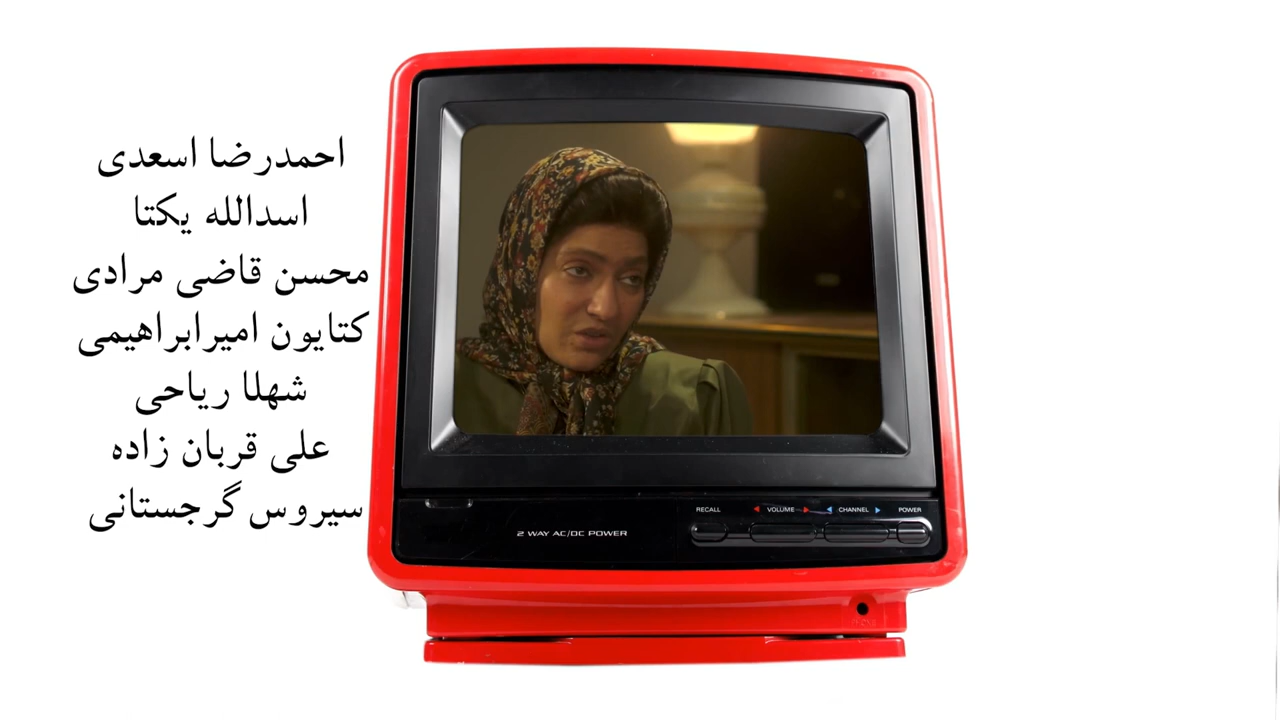 احمدرضا اسعدی
اسدالله یکتا
محسن قاضی مرادی
کتایون امیرابراهیمی
شهلا ریاحی
علی قربان زاده
سیروس گرجستانی
2 WAY AC/DC POWER
RECALL VOLUME CHANNEL POWER